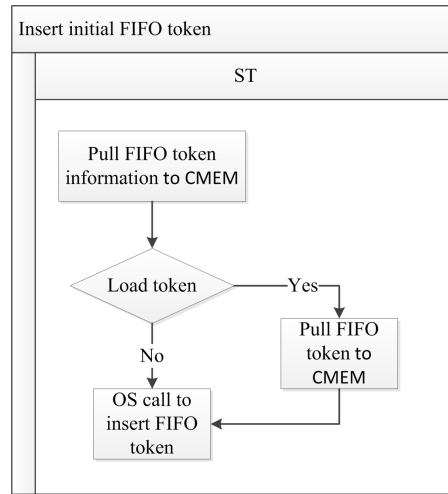 Insert initial FIFO token
ST
Pull FIFO token
information to CMEM
Load token
Yes
No
Pull FIFO
token to
CMEM
OS call to
insert FIFO
token